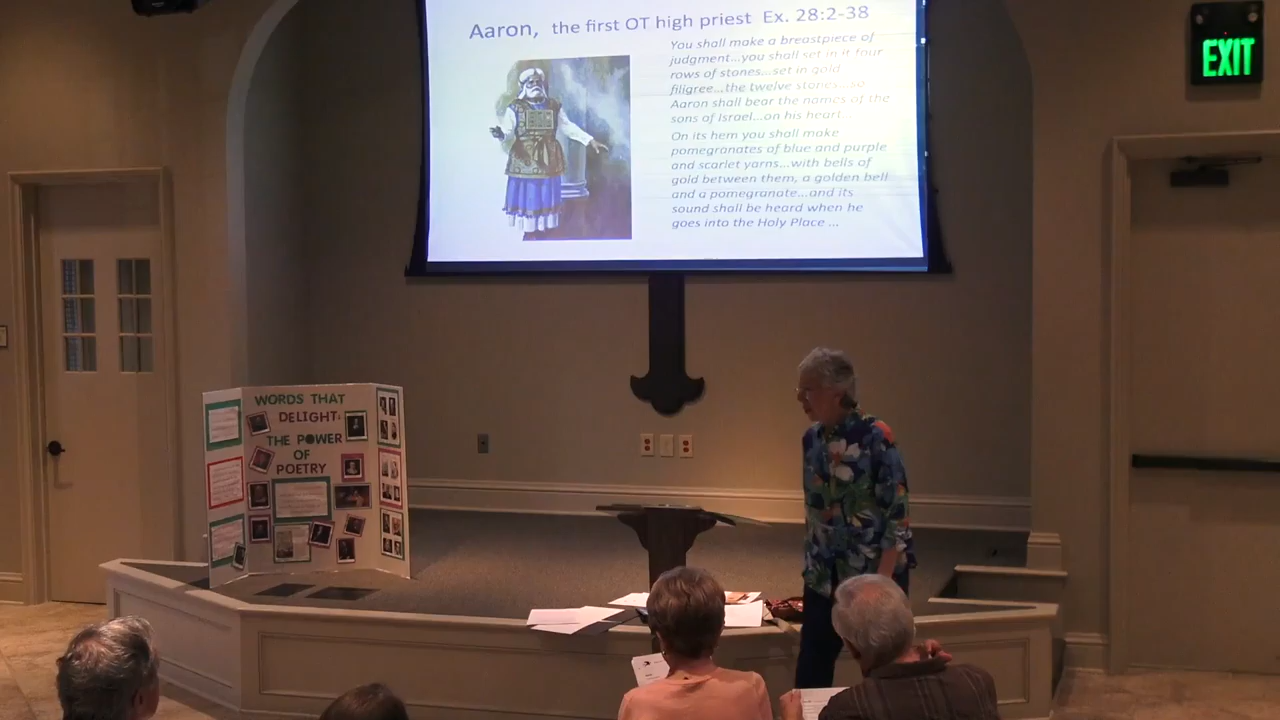 Aaron, the first OT high priest Ex. 28:2-38
You shall make a breastpiece of
judgment...you shall set in it four
rows of stones...set in gold
filigree...the twelve stones...so
Aaron shall bear the names of the
sons of Israel...on his heart ...
On its hem you shall make
pomegranates of blue and purple
and scarlet yarns...with bells of
gold between them, a golden bell
and a pomegranate...and its
sound shall be heard when he
goes into the Holy Place ...
EXIT
WORDS THAT
DELIGHT:
THE POWER
OF
POETRY